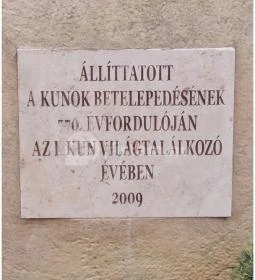 ÁLLÍTTATOTT
A KUNOK BETELEPEDÉSÉNEK
770. ÉVFORDULÓJÁN
AZ I. KUN VILÁGTALÁLKOZÓ
ÉVÉBEN
2009